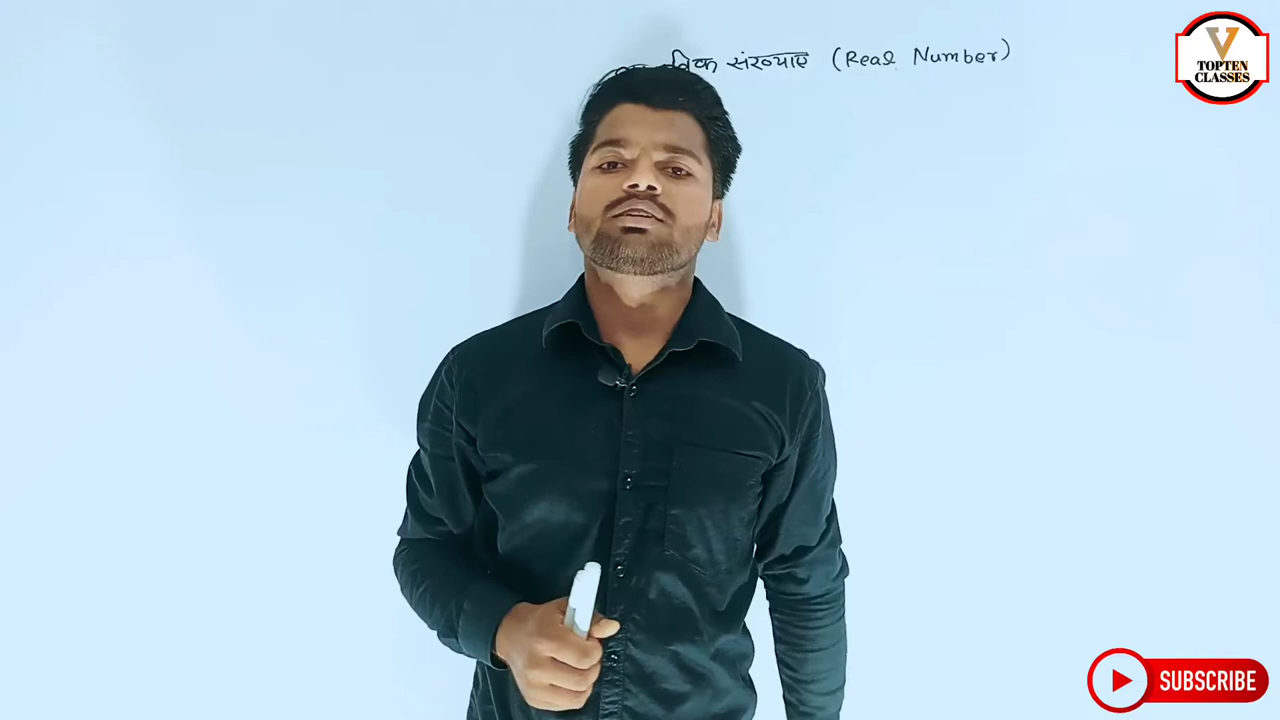 संख्याए (Real Number)
V
TOPTEN
CLASSES
SUBSCRIBE